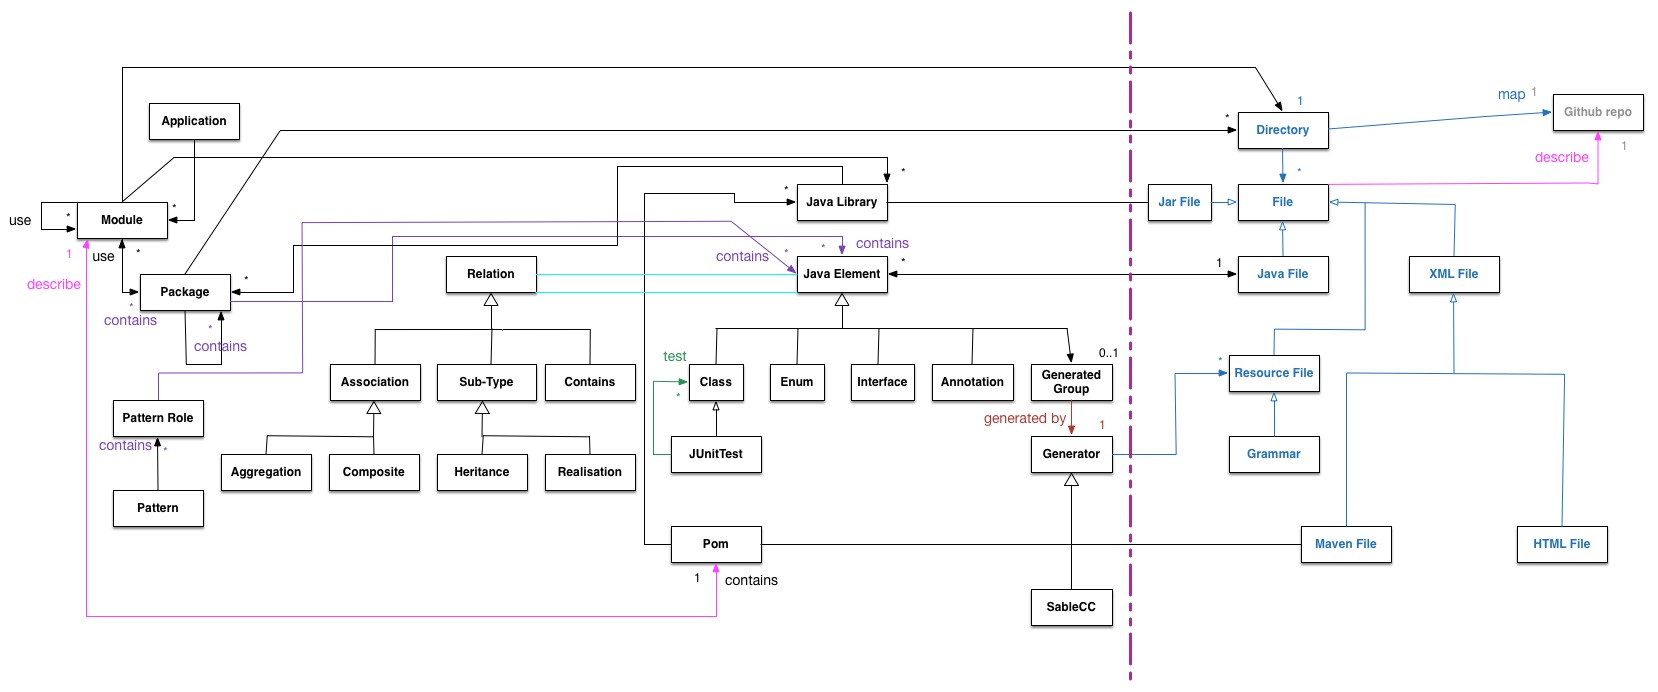 map 1
1
Application
*
Directory
Github repo
1
describe
*
*
*
Java Library
Jar File
File
use
*
*
Module
1
use
*
contains
*
*
contains
describe
*
Package
Relation
Java Element
*
1
Java File
XML File
*
contains
*
contains
test
*
0..1
*
Association
Sub-Type
Contains
Class
Enum
Interface
Annotation
Generated
Group
Resource File
Pattern Role
contains
*
generated by
1
Aggregation
Composite
Heritance
Realisation
JUnitTest
Generator
Grammar
Pattern
Pom
Maven File
HTML File
1
contains
SableCC